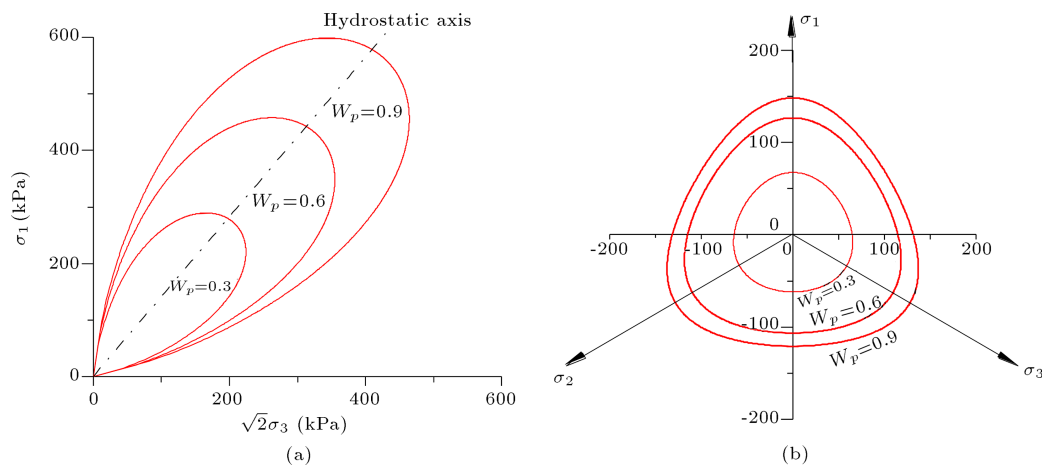 Hydrostatic axis
600
400
200
0
σ1 (kPa)
Wp=0.9
Wp=0.6
Wp=0.3
0
200
400
600
√2σ3 (kPa)
(a)
σ1
200
100
0
-100
-200
-200
-100
0
100
200
Wp=0.3
Wp=0.6
Wp=0.9
σ2
σ3
(b)